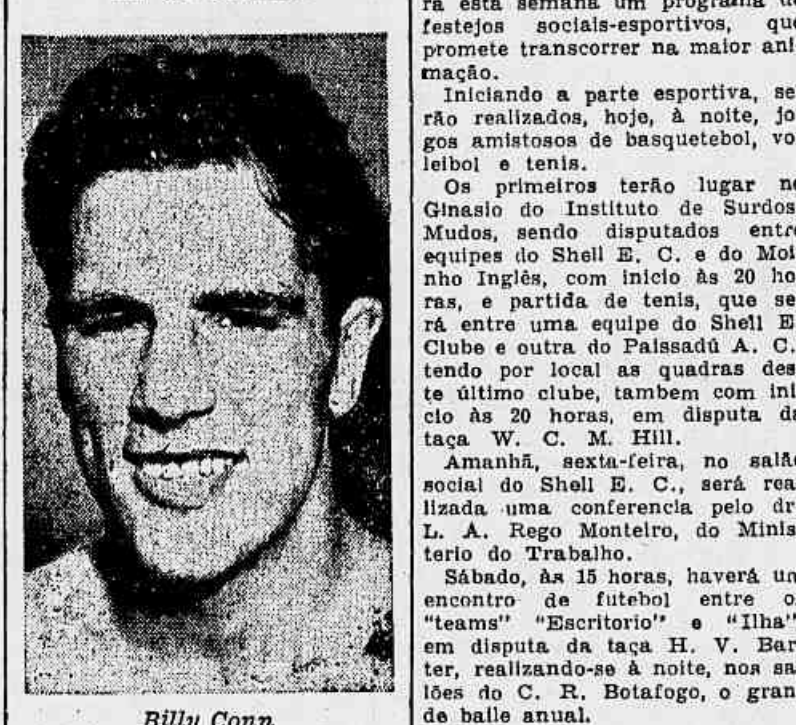 Billy Conn
rá esta semana um programa de
festejos sociais-esportivos, que
promete transcorrer na maior ani
mação.
Iniciando a parte esportiva, se
rão realizados, hoje, à noite, jo
gos amistosos de basquetebol, vo
leibol e tenis.
Os primeiros terão lugar no
Ginasio do Instituto de Surdos
Mudos, sendo disputados entre
equipes do Shell E. C. e do Moi
nho Inglês, com inicio às 20 ho
ras, e partida de tenis, que se
rá entre uma equipe do Shell E
Clube e outra do Paissadú A. C.
tendo por local as quadras des
te último clube, tambem com ini
cio às 20 horas, em disputa da
taça W. C. M. Hill.
Amanhã, sexta-feira, no salão
social do Shell E. C., será rea
lizada uma conferencia pelo dr
L. A. Rego Monteiro, do Minis
terio do Trabalho.
Sábado, às 15 horas, haverá um
encontro de futebol entre os
"teams" "Escritorio" e "Ilha"
em disputa da taça H. V. Bar
ter, realizando-se à noite, nos sa
lões do C. R. Botafogo, o gran
de baile anual.